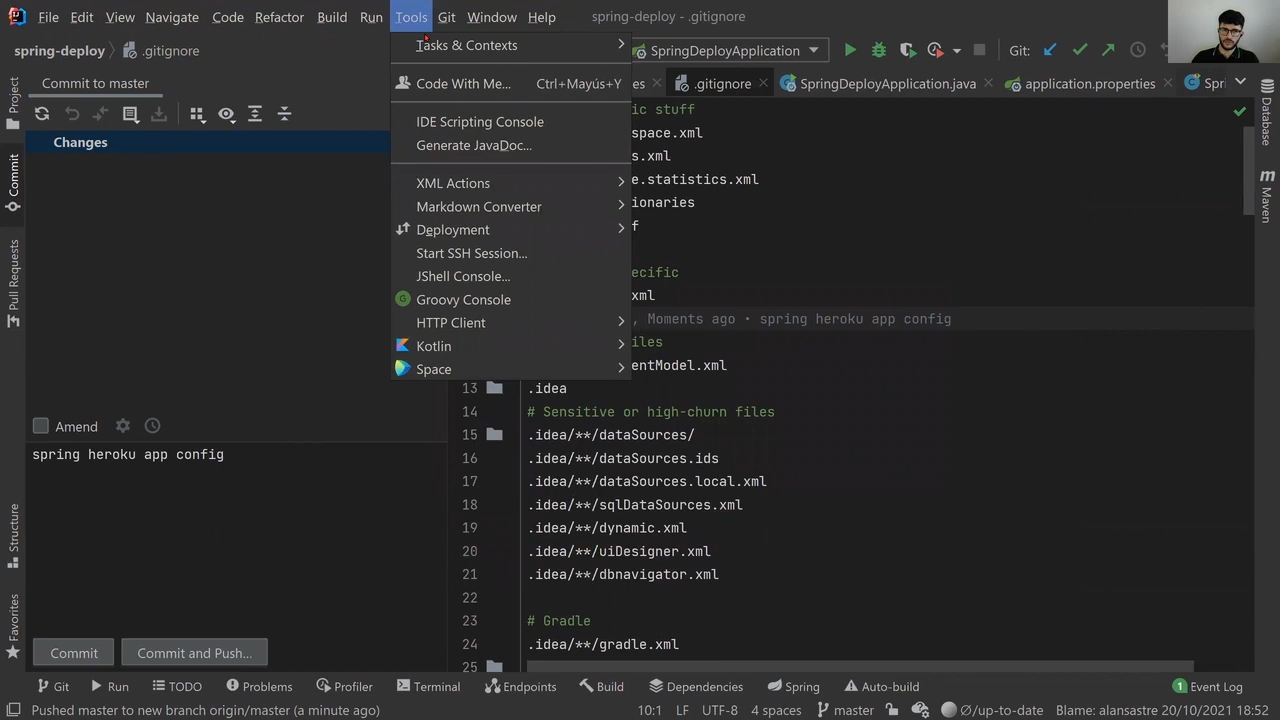 File Edit View Navigate Code Refactor Build Run Tools Git Window Help spring-deploy - .gitignore
spring-deploy .gitignore SpringDeployApplication Git:
Commit to master
.gitignore SpringDeployApplication.java application.properties Spr
Changes
Tasks & Contexts
Code With Me... Ctrl+Mayús+Y
IDE Scripting Console
Generate JavaDoc...
XML Actions
Markdown Converter
Deployment
Start SSH Session...
JShell Console...
Groovy Console
HTTP Client
Kotlin
Space
es
ic stuff
space.xml
s.xml
e.statistics.xml
ionaries
f
ecific
xml
, Moments ago • spring heroku app config
iles
entModel.xml
13 .idea
14 # Sensitive or high-churn files
15 .idea/**/dataSources/
16 .idea/**/dataSources.ids
17 .idea/**/dataSources.local.xml
18 .idea/**/sqlDataSources.xml
19 .idea/**/dynamic.xml
20 .idea/**/uiDesigner.xml
21 .idea/**/dbnavigator.xml
22
23 # Gradle
24 .idea/**/gradle.xml
25
Amend
spring heroku app config
Commit Commit and Push...
Project
Commit
Pull Requests
Structure
Favorites
Database
m
Maven
Git Run TODO Problems Profiler Terminal Endpoints Build Dependencies Spring Auto-build 1 Event Log
Pushed master to new branch origin/master (a minute ago) 10:1 LF UTF-8 4 spaces master Ø/up-to-date Blame: alansastre 20/10/2021 18:52